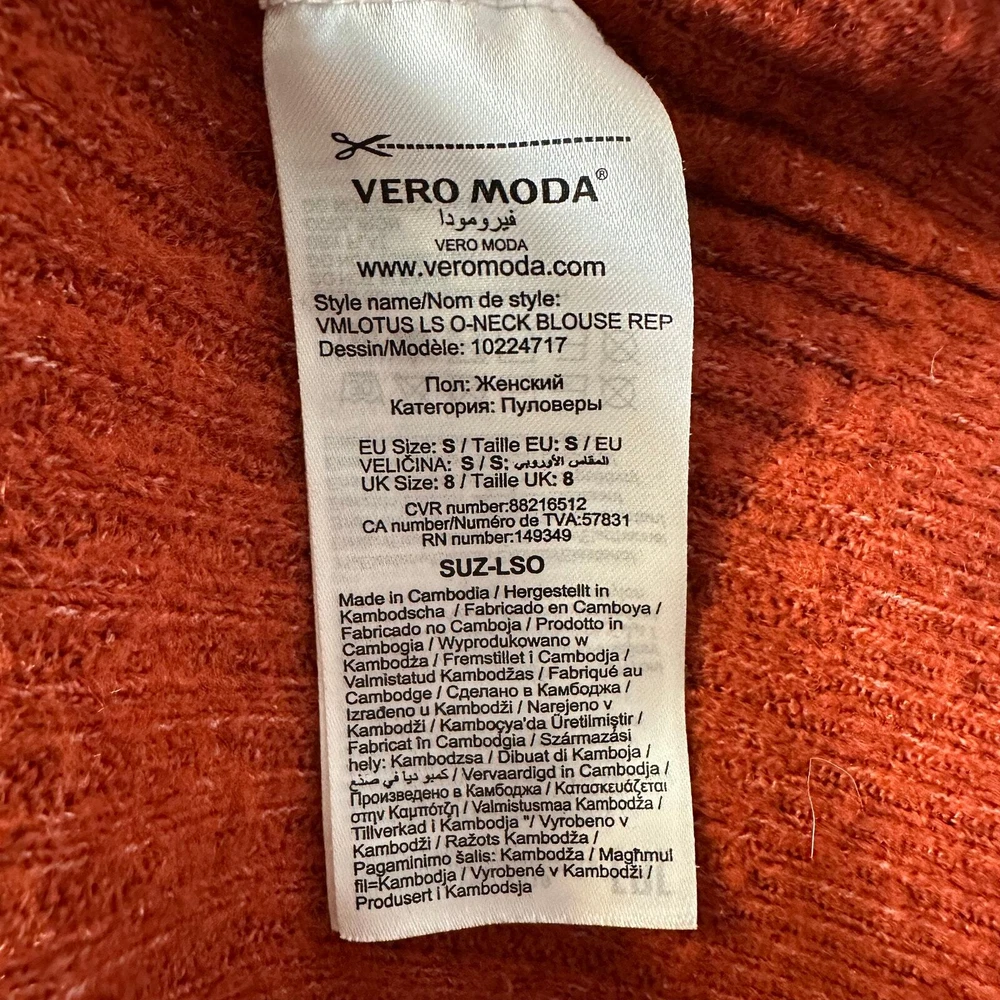 VERO MODA®
فيرومودا
VERO MODA
www.veromoda.com
Style name/Nom de style:
VMLOTUS LS O-NECK BLOUSE REP
Dessin/Modèle: 10224717
Пол: Женский
Категория: Пуловеры
EU Size: S / Taille EU: S / EU
VELIČINA: S / S: المقاس الأوروبي
UK Size: 8 / Taille UK: 8
CVR number:88216512
CA number/Numéro de TVA:57831
RN number:149349
SUZ-LSO
Made in Cambodia / Hergestellt in
Kambodscha / Fabricado en Camboya /
Fabricado no Camboja / Prodotto in
Cambogia / Wyprodukowano w
Kambodża / Fremstillet i Cambodja /
Valmistatud Kambodžas / Fabriqué au
Cambodge / Сделано в Камбоджа /
Izrađeno u Kambodži / Narejeno v
Kambodži / Kamboçya'da Üretilmiştir /
Fabricat în Cambodgia / Származási
hely: Kambodzsa / Dibuat di Kamboja /
كمبو ديا في صنع / Vervaardigd in Cambodja /
Произведено в Камбоджа / Κατασκευάζεται
στην Καμπότζη / Valmistusmaa Kambodža /
Tillverkad i Kambodja "/ Vyrobeno v
Kambodži / Ražots Kambodža /
Pagaminimo šalis: Kambodža / Magħmul
fil=Kambodja / Vyrobené v Kambodži /
Produsert i Kambodsja